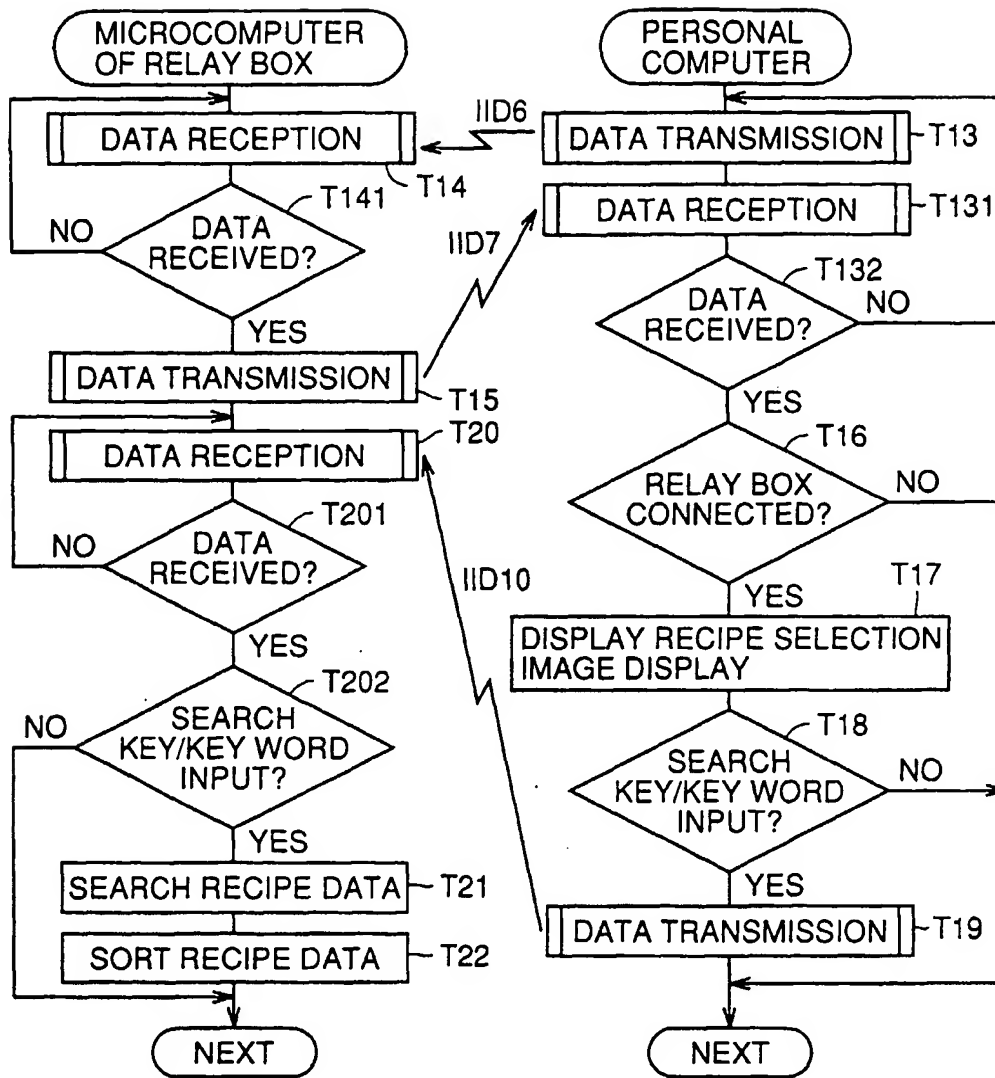 MICROCOMPUTER
OF RELAY BOX
DATA RECEPTION
T14
T141
DATA
RECEIVED?
NO
YES
DATA TRANSMISSION
T15
DATA RECEPTION
T20
T201
DATA
RECEIVED?
NO
YES
T202
SEARCH
KEY/KEY WORD
INPUT?
NO
YES
SEARCH RECIPE DATA
T21
SORT RECIPE DATA
T22
NEXT
IID6
IID7
IID10
PERSONAL
COMPUTER
DATA TRANSMISSION
T13
DATA RECEPTION
T131
T132
DATA
RECEIVED?
NO
YES
T16
RELAY BOX
CONNECTED?
NO
YES
T17
DISPLAY RECIPE SELECTION
IMAGE DISPLAY
T18
SEARCH
KEY/KEY WORD
INPUT?
NO
YES
DATA TRANSMISSION
T19
NEXT